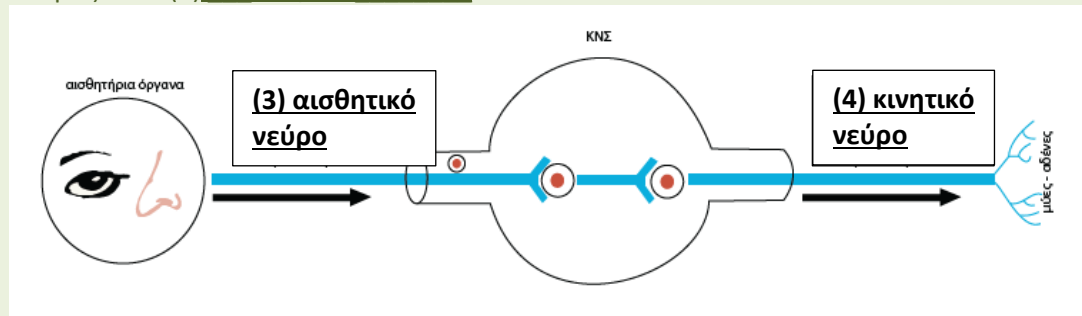 ΚΝΣ
αισθητήρια όργανα
(3) αισθητικό
νεύρο
(4) κινητικό
νεύρο
μύες - αδένες